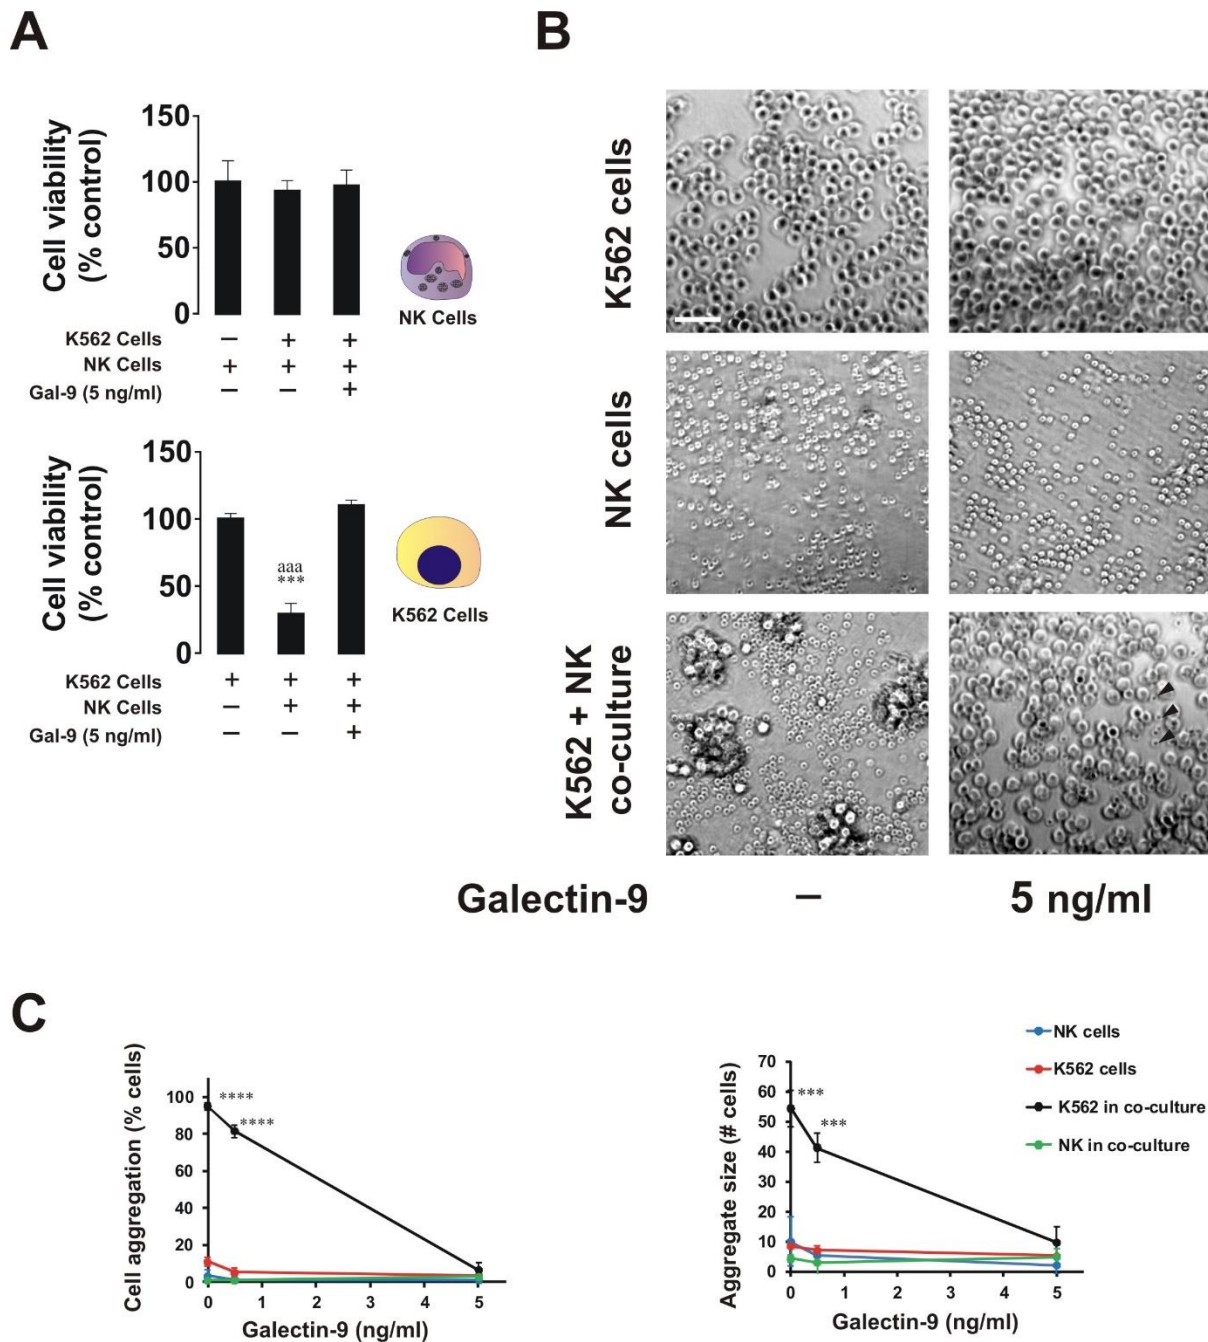 A
B
Cell viability
(% control)
150
100
50
0
K562 Cells – + +
NK Cells + + +
Gal-9 (5 ng/ml) – – +
NK Cells
Cell viability
(% control)
150
100
50
0
aaa
***
K562 Cells + + +
NK Cells – + +
Gal-9 (5 ng/ml) – – +
K562 Cells
K562 cells
NK cells
K562 + NK
co-culture
Galectin-9 – 5 ng/ml
C
Cell aggregation (% cells)
100
80
60
40
20
0
****
****
0 1 2 3 4 5
Galectin-9 (ng/ml)
Aggregate size (# cells)
70
60
50
40
30
20
10
0
***
***
0 1 2 3 4 5
Galectin-9 (ng/ml)
NK cells
K562 cells
K562 in co-culture
NK in co-culture